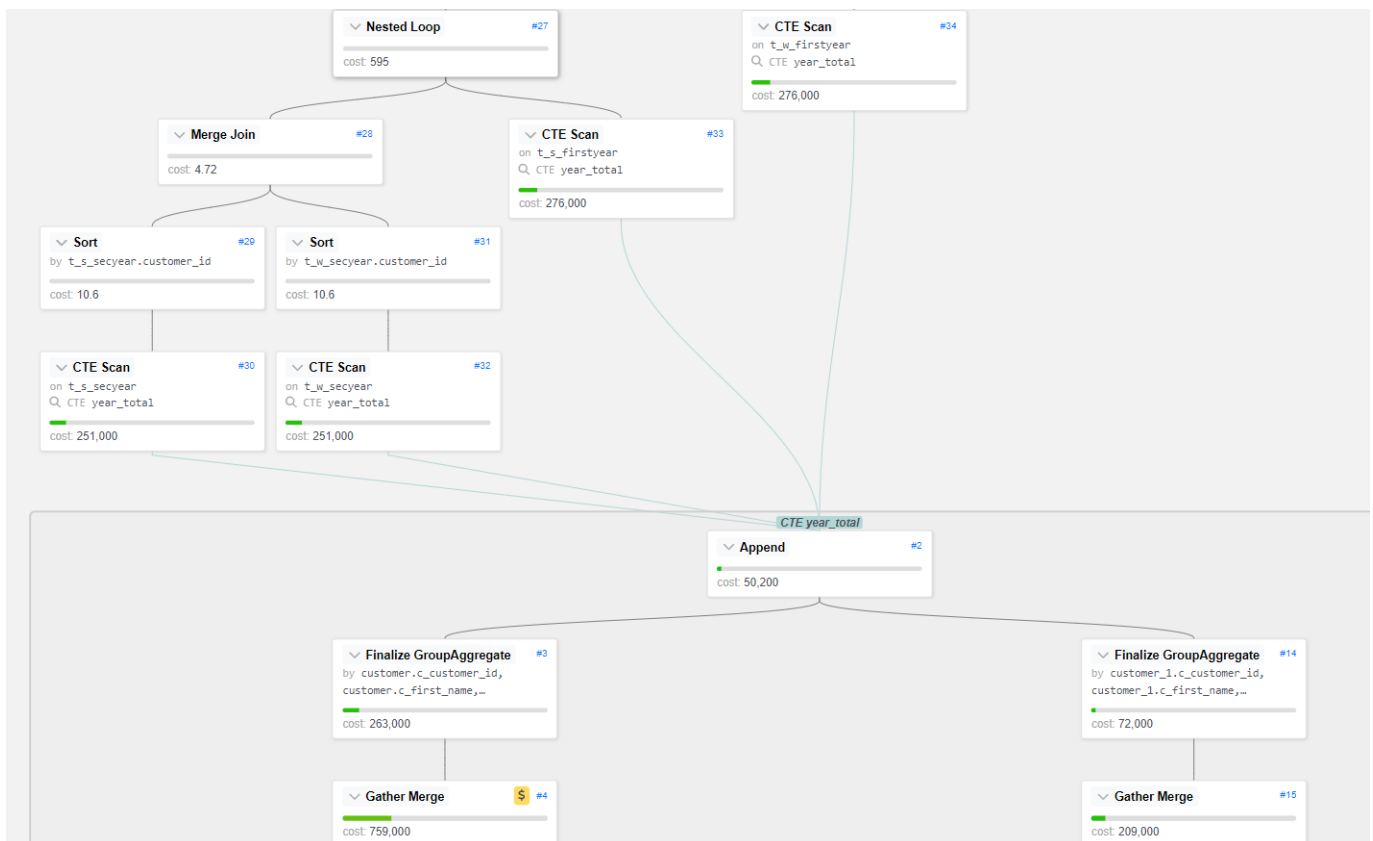 Nested Loop #27
cost: 595
CTE Scan #34
on t_w_firstyear
CTE year_total
cost: 276,000
Merge Join #28
cost: 4.72
CTE Scan #33
on t_s_firstyear
CTE year_total
cost: 276,000
Sort #29
by t_s_secyear.customer_id
cost: 10.6
Sort #31
by t_w_secyear.customer_id
cost: 10.6
CTE Scan #30
on t_s_secyear
CTE year_total
cost: 251,000
CTE Scan #32
on t_w_secyear
CTE year_total
cost: 251,000
CTE year_total
Append #2
cost: 50,200
Finalize GroupAggregate #3
by customer.c_customer_id,
customer.c_first_name,…
cost: 263,000
Finalize GroupAggregate #14
by customer_1.c_customer_id,
customer_1.c_first_name,…
cost: 72,000
Gather Merge $ #4
cost: 759,000
Gather Merge #15
cost: 209,000